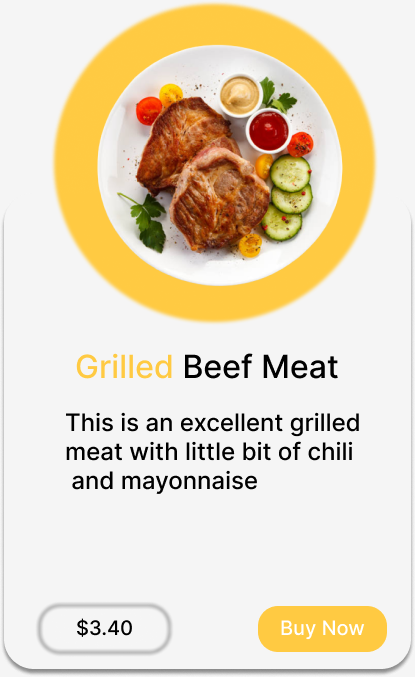 Grilled Beef Meat
This is an excellent grilled
meat with little bit of chili
and mayonnaise
$3.40
Buy Now